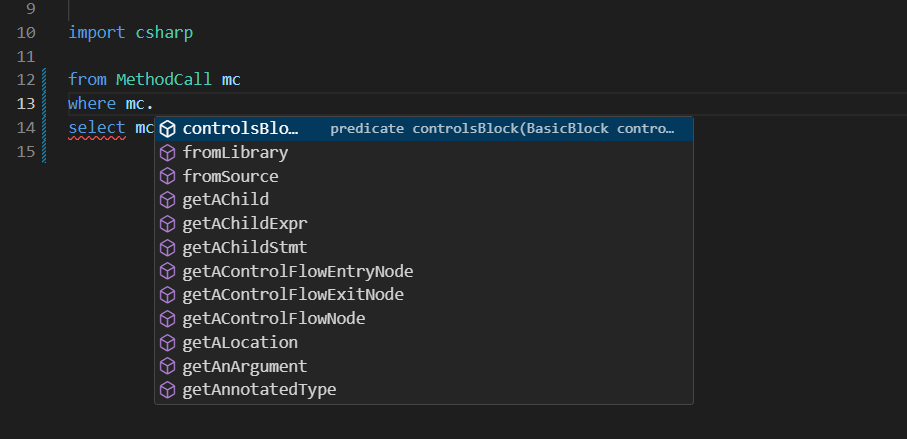 9
10 import csharp
11
12 from MethodCall mc
13 where mc.
14 select mc
15
controlsBlo… predicate controlsBlock(BasicBlock contro…
fromLibrary
fromSource
getAChild
getAChildExpr
getAChildStmt
getAControlFlowEntryNode
getAControlFlowExitNode
getAControlFlowNode
getALocation
getAnArgument
getAnnotatedType